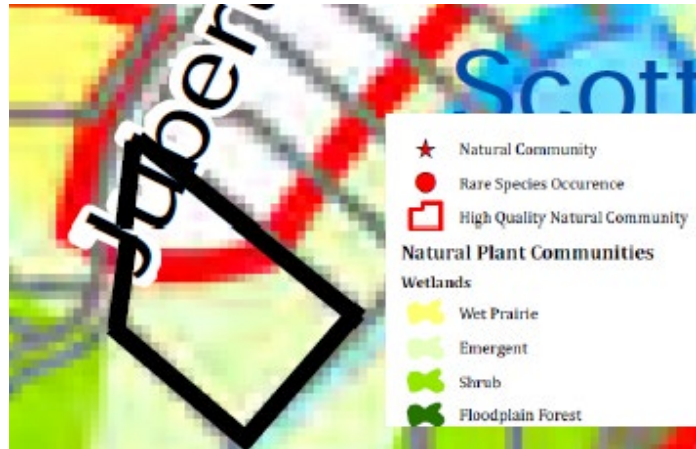 Scott
Natural Community
Rare Species Occurence
High Quality Natural Community
Natural Plant Communities
Wetlands
Wet Prairie
Emergent
Shrub
Floodplain Forest